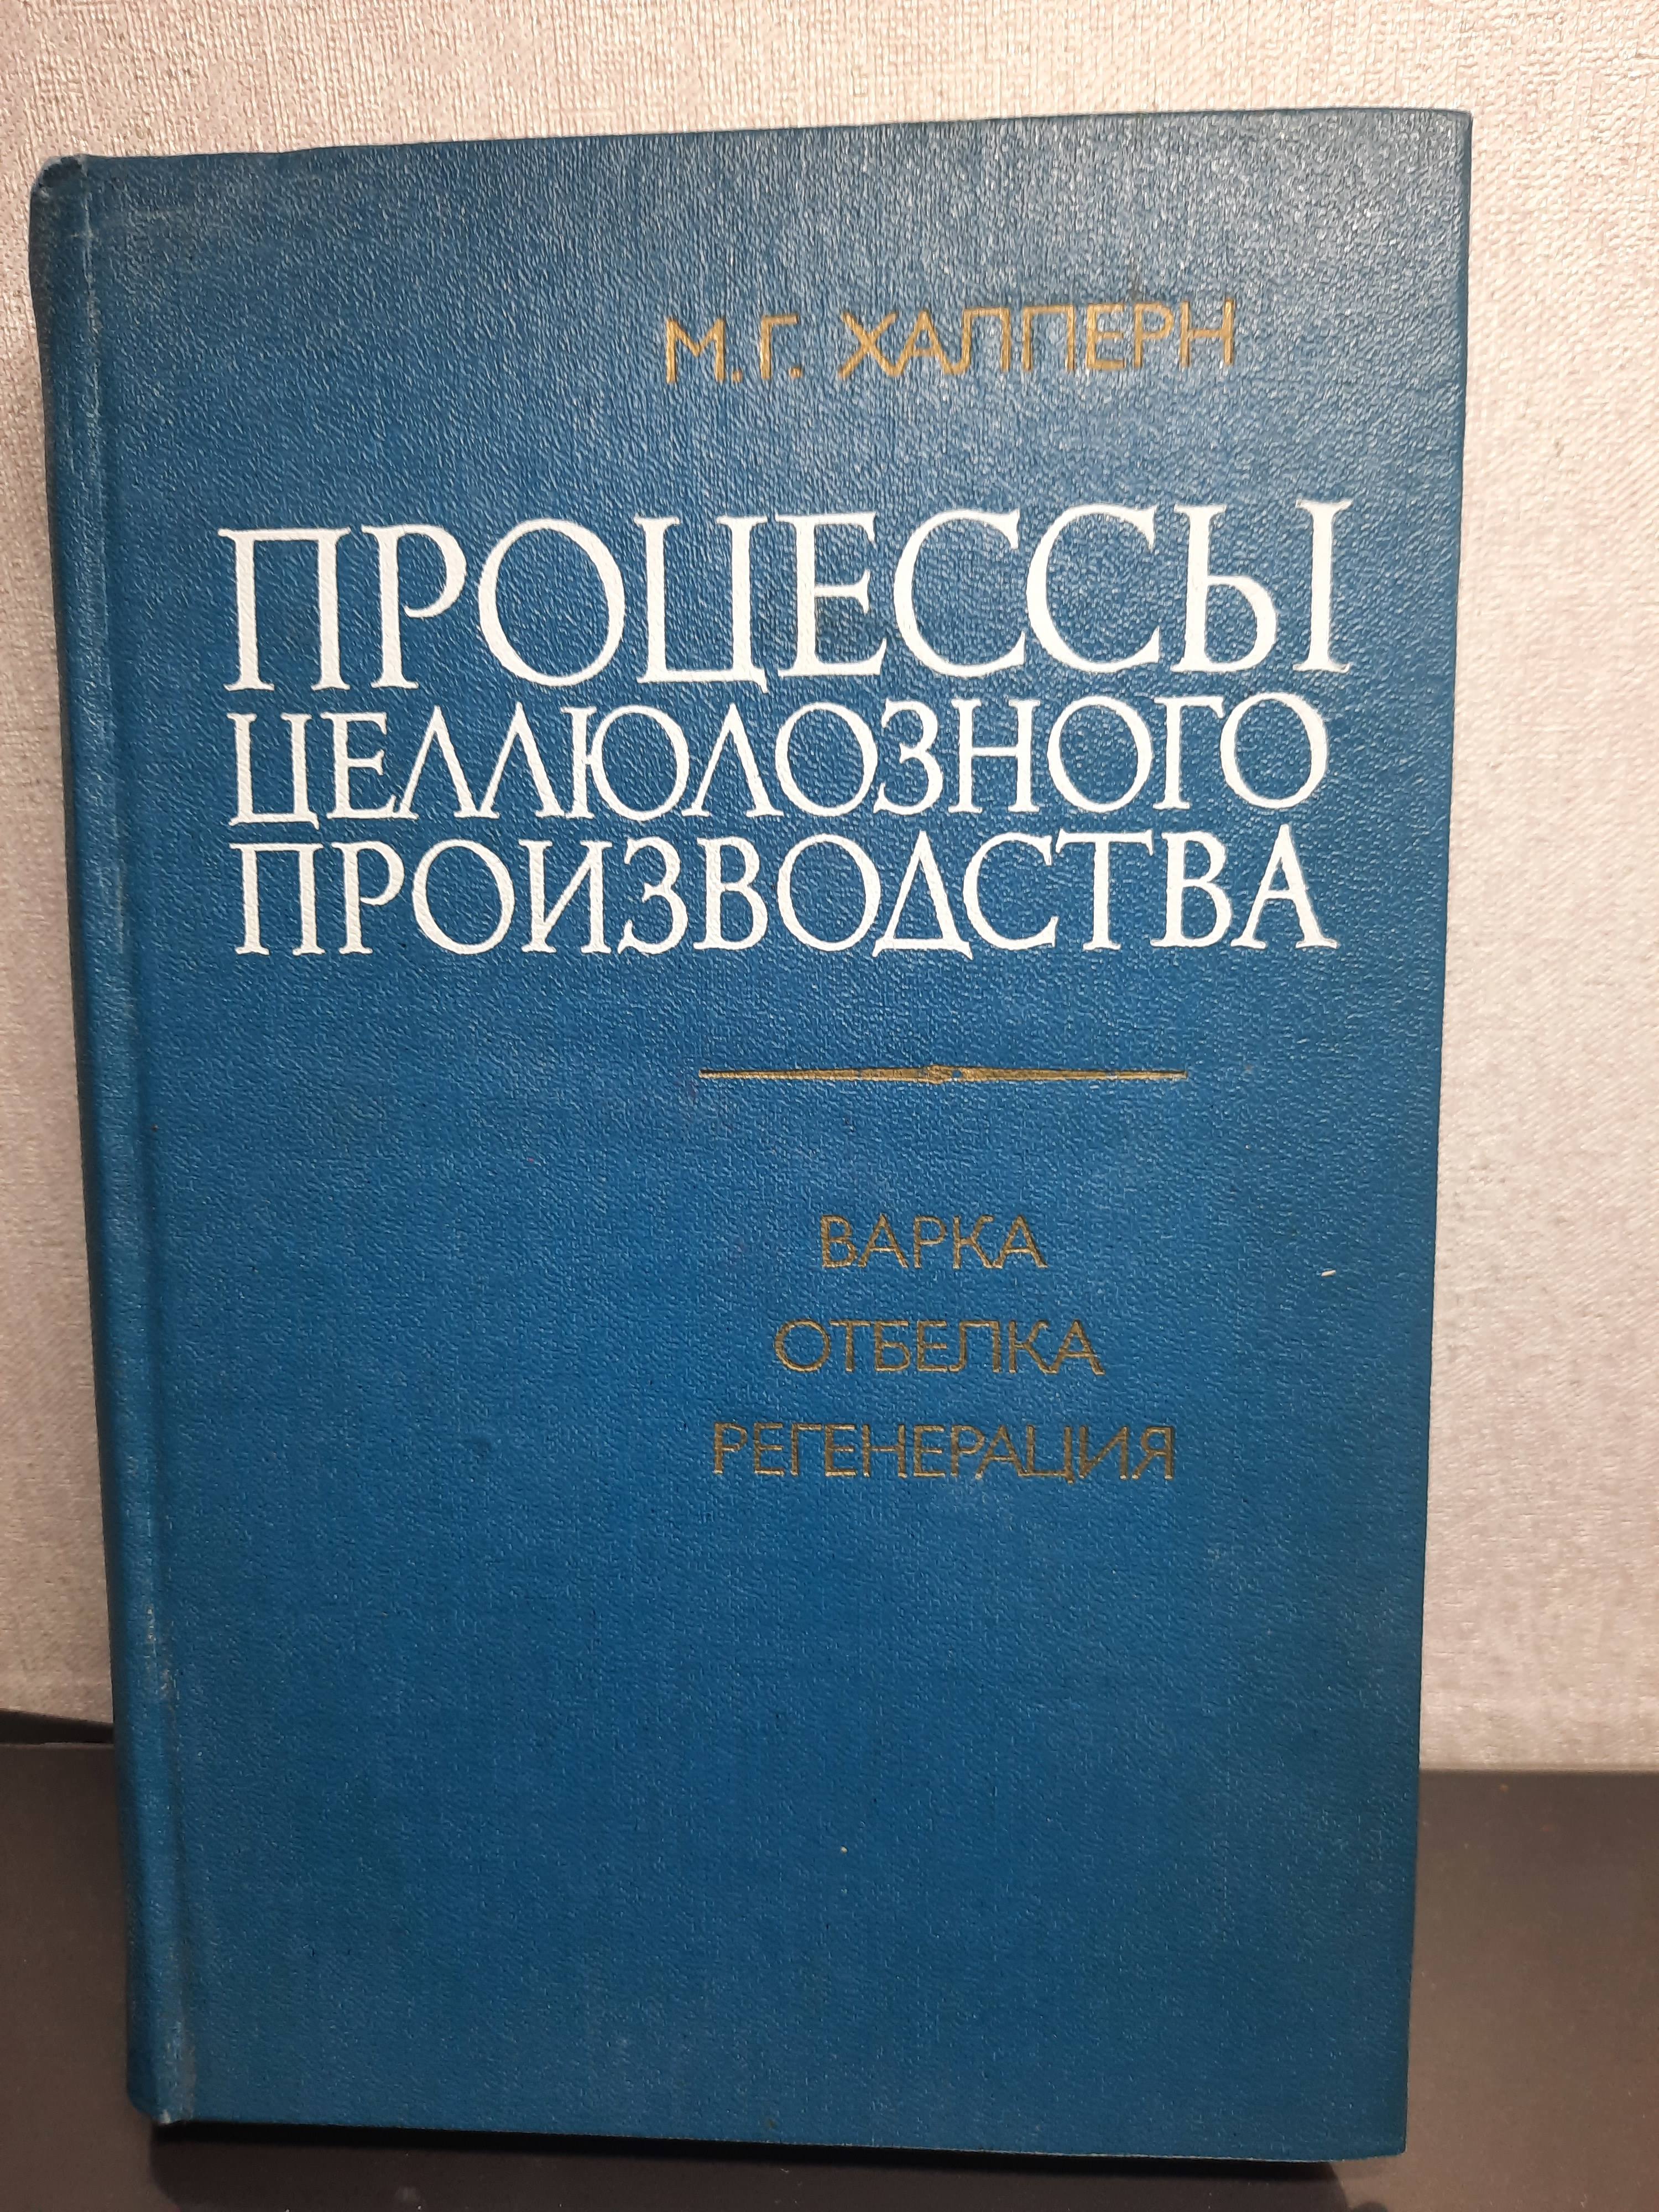 М.Г. ХАЛПЕРН
ПРОЦЕССЫ
ЦЕЛЛЮЛОЗНОГО
ПРОИЗВОДСТВА
ВАРКА
ОТБЕЛКА
РЕГЕНЕРАЦИЯ